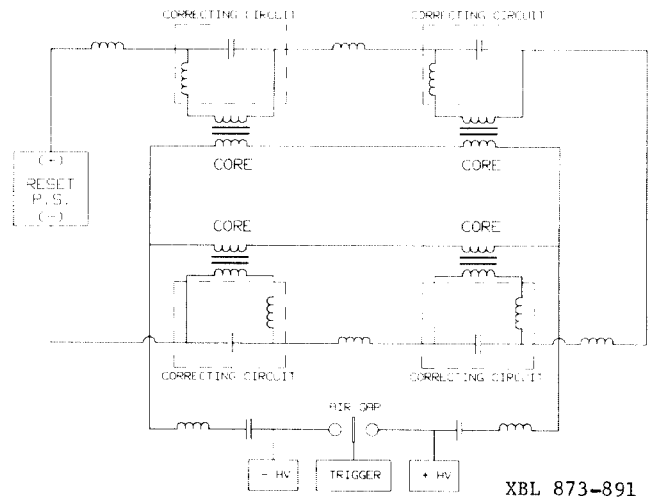 CORRECTING CIRCUIT
CORRECTING CIRCUIT
(+)
RESET
P.S.
(-)
CORE
CORE
CORE
CORE
CORRECTING CIRCUIT
CORRECTING CIRCUIT
AIR GAP
- HV
TRIGGER
+ HV
XBL 873-891